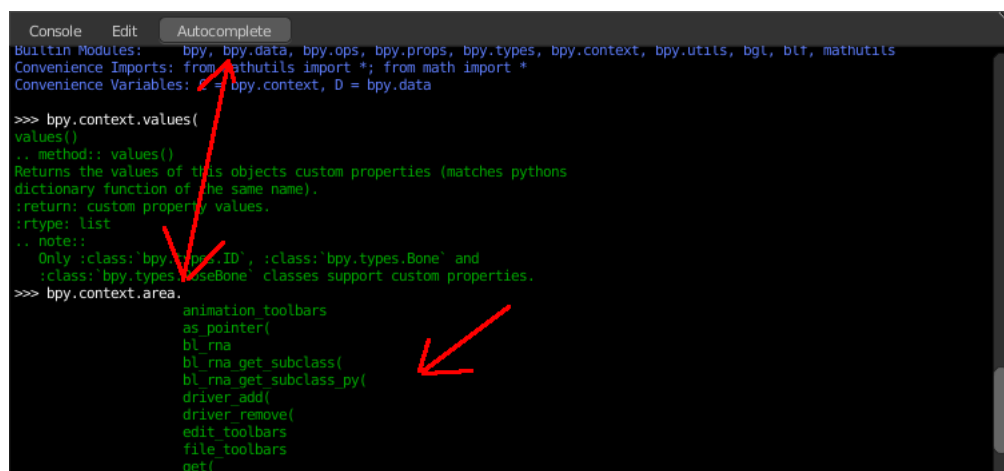 Console Edit Autocomplete
Builtin Modules: bpy, bpy.data, bpy.ops, bpy.props, bpy.types, bpy.context, bpy.utils, bgl, blf, mathutils
Convenience Imports: from mathutils import *; from math import *
Convenience Variables: C = bpy.context, D = bpy.data
>>> bpy.context.values(
values()
.. method:: values()
Returns the values of this objects custom properties (matches pythons
dictionary function of the same name).
:return: custom property values.
:rtype: list
.. note::
Only :class:`bpy.types.ID`, :class:`bpy.types.Bone` and
:class:`bpy.types.PoseBone` classes support custom properties.
>>> bpy.context.area.
animation_toolbars
as_pointer(
bl_rna
bl_rna_get_subclass(
bl_rna_get_subclass_py(
driver_add(
driver_remove(
edit_toolbars
file_toolbars
get(